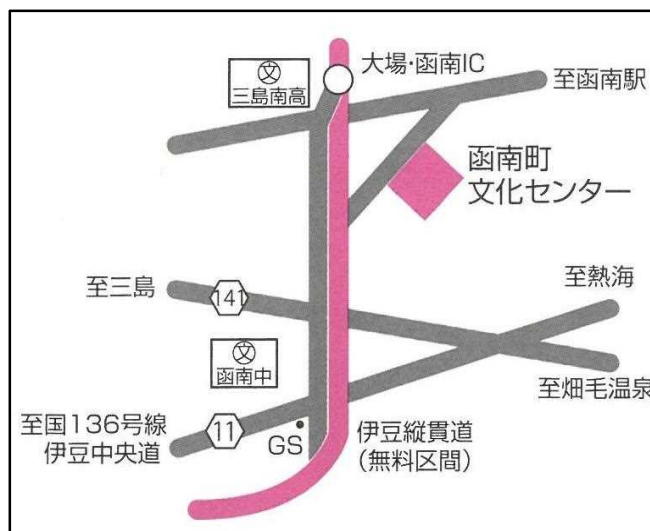 大場・函南IC
文
三島南高
至函南駅
函南町
文化センター
至三島
141
至熱海
文
函南中
至畑毛温泉
至国136号線
伊豆中央道
11
GS
伊豆縦貫道
(無料区間)